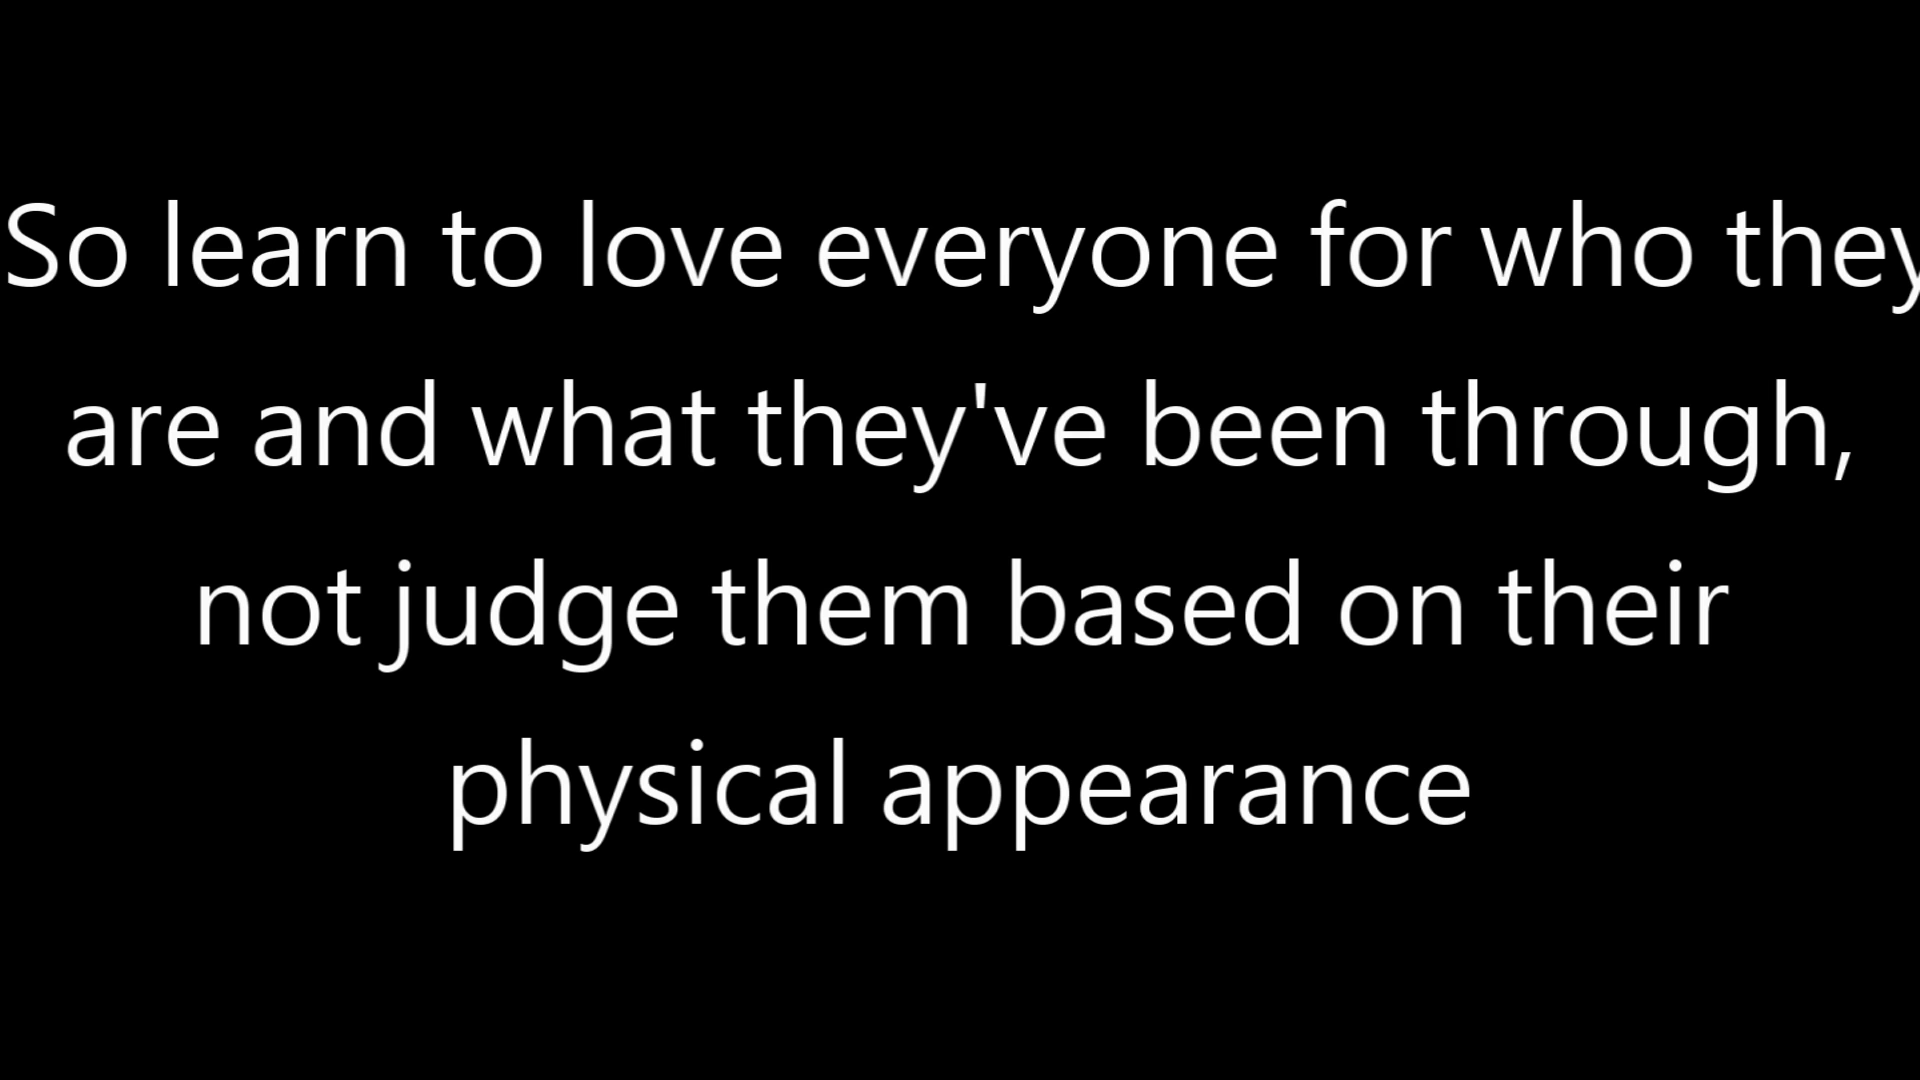 So learn to love everyone for who they
are and what they've been through,
not judge them based on their
physical appearance